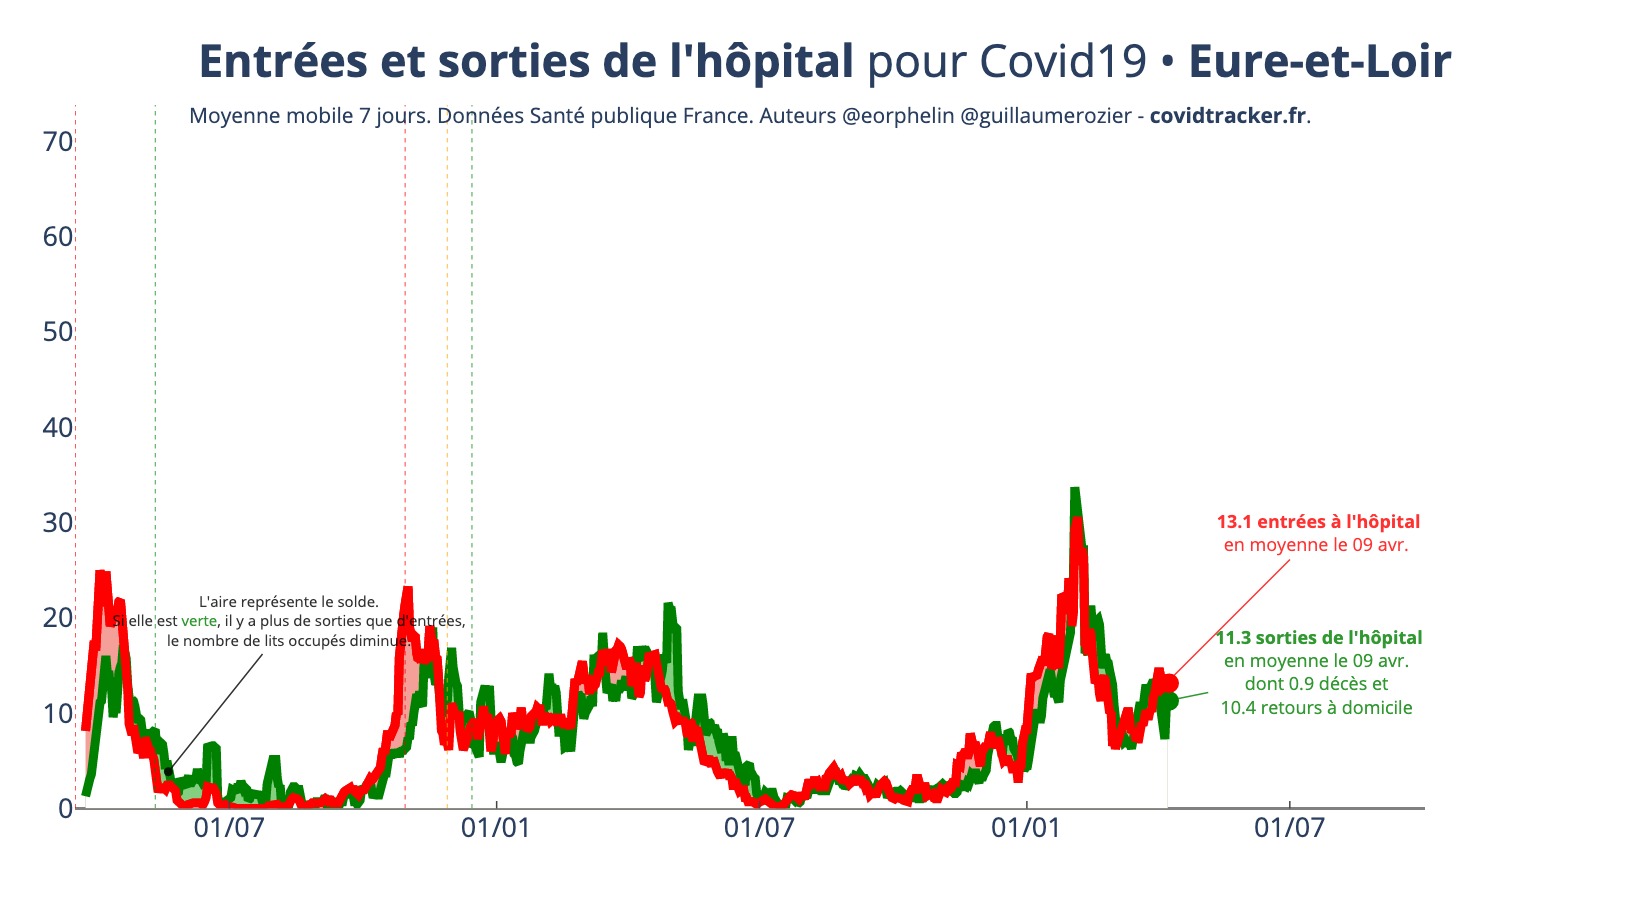 Entrées et sorties de l'hôpital pour Covid19 • Eure-et-Loir
Moyenne mobile 7 jours. Données Santé publique France. Auteurs @eorphelin @guillaumerozier - covidtracker.fr.
70
60
50
40
30
20
10
0
L'aire représente le solde.
Si elle est verte, il y a plus de sorties que d'entrées,
le nombre de lits occupés diminue.
13.1 entrées à l'hôpital
en moyenne le 09 avr.
11.3 sorties de l'hôpital
en moyenne le 09 avr.
dont 0.9 décès et
10.4 retours à domicile
01/07
01/01
01/07
01/01
01/07